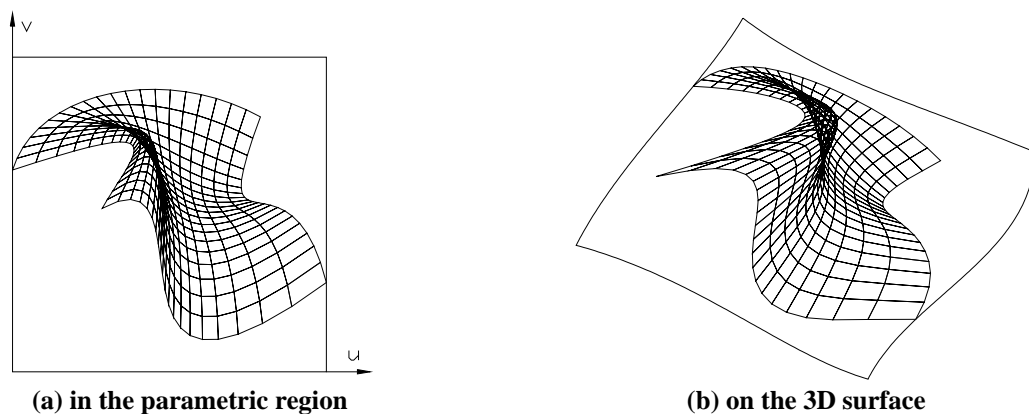 v
u
(a) in the parametric region
(b) on the 3D surface